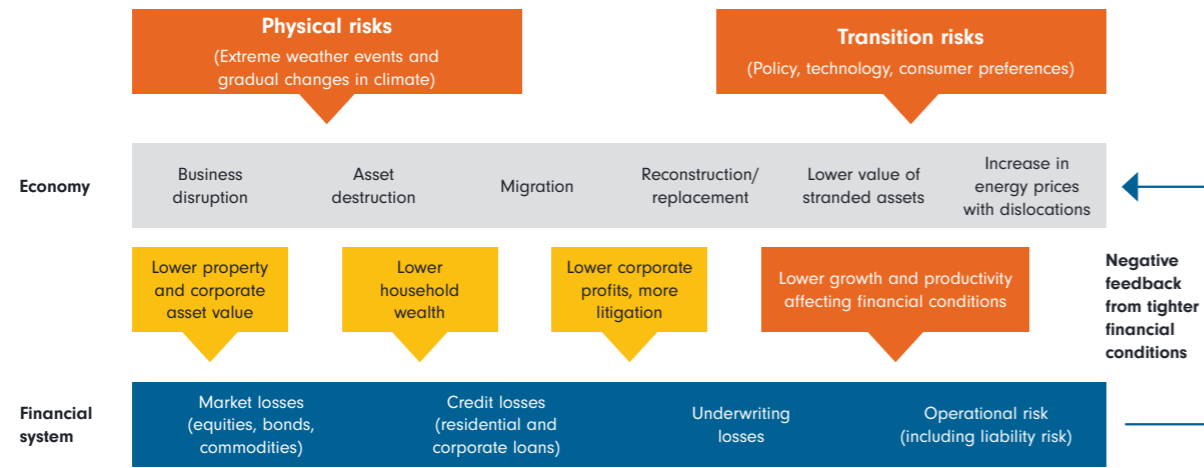 Physical risks
(Extreme weather events and
gradual changes in climate)
Transition risks
(Policy, technology, consumer preferences)
Economy
Business
disruption
Asset
destruction
Migration
Reconstruction/
replacement
Lower value of
stranded assets
Increase in
energy prices
with dislocations
Lower property
and corporate
asset value
Lower
household
wealth
Lower corporate
profits, more
litigation
Lower growth and productivity
affecting financial conditions
Negative
feedback
from tighter
financial
conditions
Financial
system
Market losses
(equities, bonds,
commodities)
Credit losses
(residential and
corporate loans)
Underwriting
losses
Operational risk
(including liability risk)